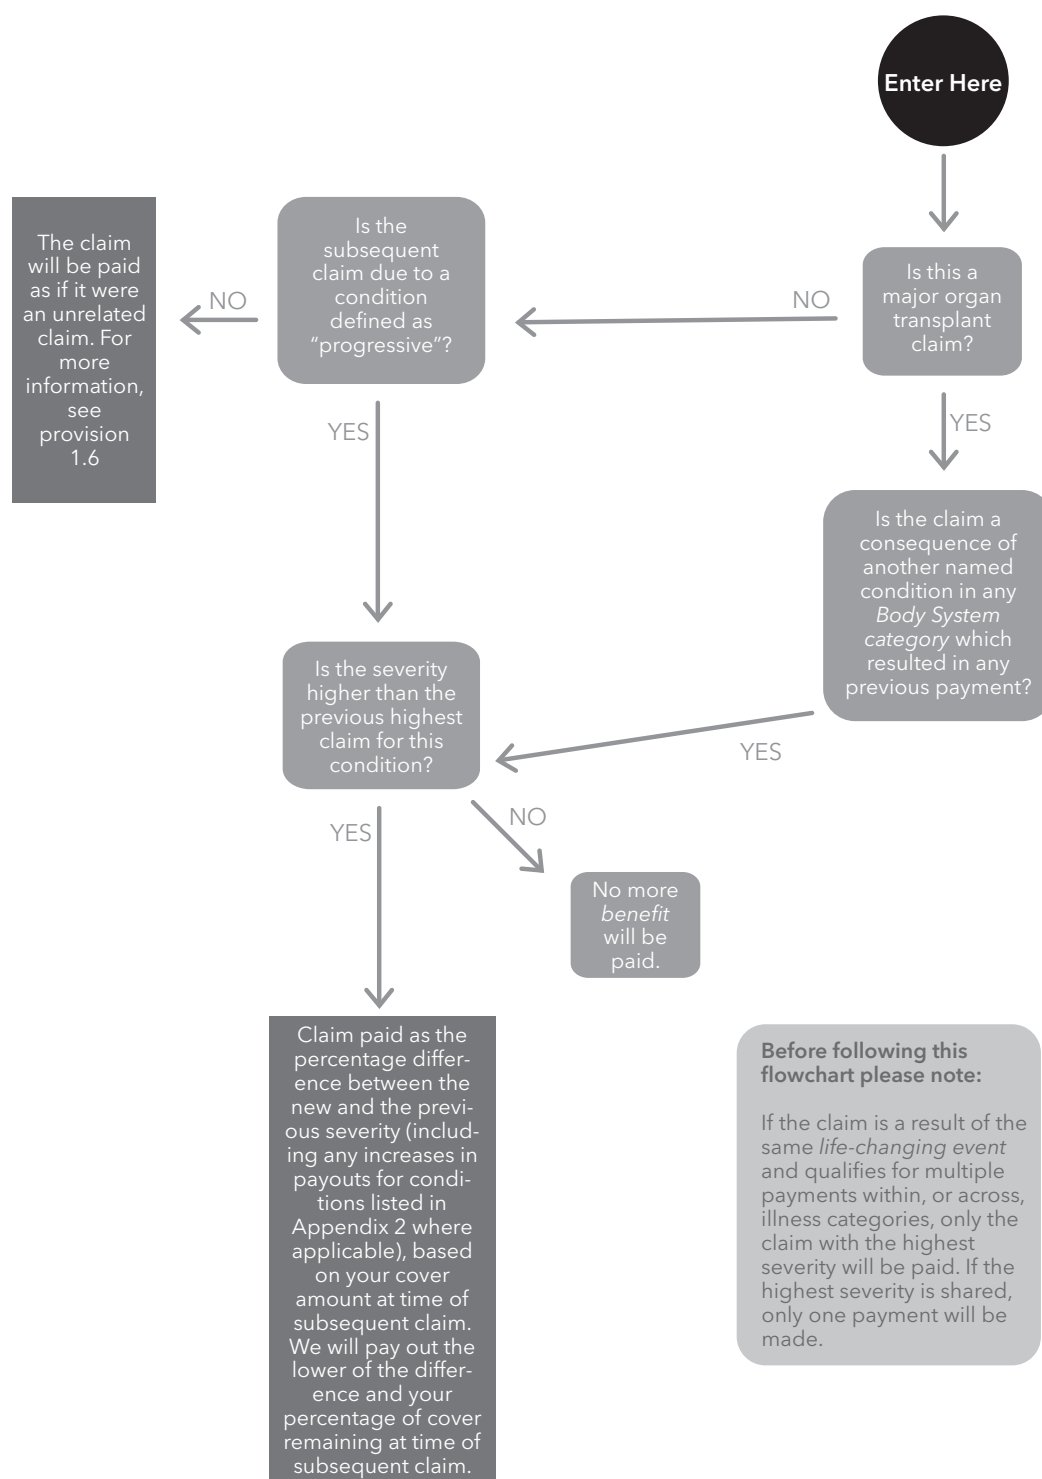 Enter Here
Is this a
major organ
transplant
claim?
NO
YES
Is the
subsequent
claim due to a
condition
defined as
“progressive”?
NO
YES
The claim
will be paid
as if it were
an unrelated
claim. For
more
information,
see
provision
1.6
Is the claim a
consequence of
another named
condition in any
Body System
category which
resulted in any
previous payment?
YES
Is the severity
higher than the
previous highest
claim for this
condition?
YES
NO
No more
benefit
will be
paid.
Claim paid as the
percentage differ-
ence between the
new and the previ-
ous severity (includ-
ing any increases in
payouts for condi-
tions listed in
Appendix 2 where
applicable), based
on your cover
amount at time of
subsequent claim.
We will pay out the
lower of the differ-
ence and your
percentage of cover
remaining at time of
subsequent claim.
Before following this
flowchart please note:
If the claim is a result of the
same life-changing event
and qualifies for multiple
payments within, or across,
illness categories, only the
claim with the highest
severity will be paid. If the
highest severity is shared,
only one payment will be
made.